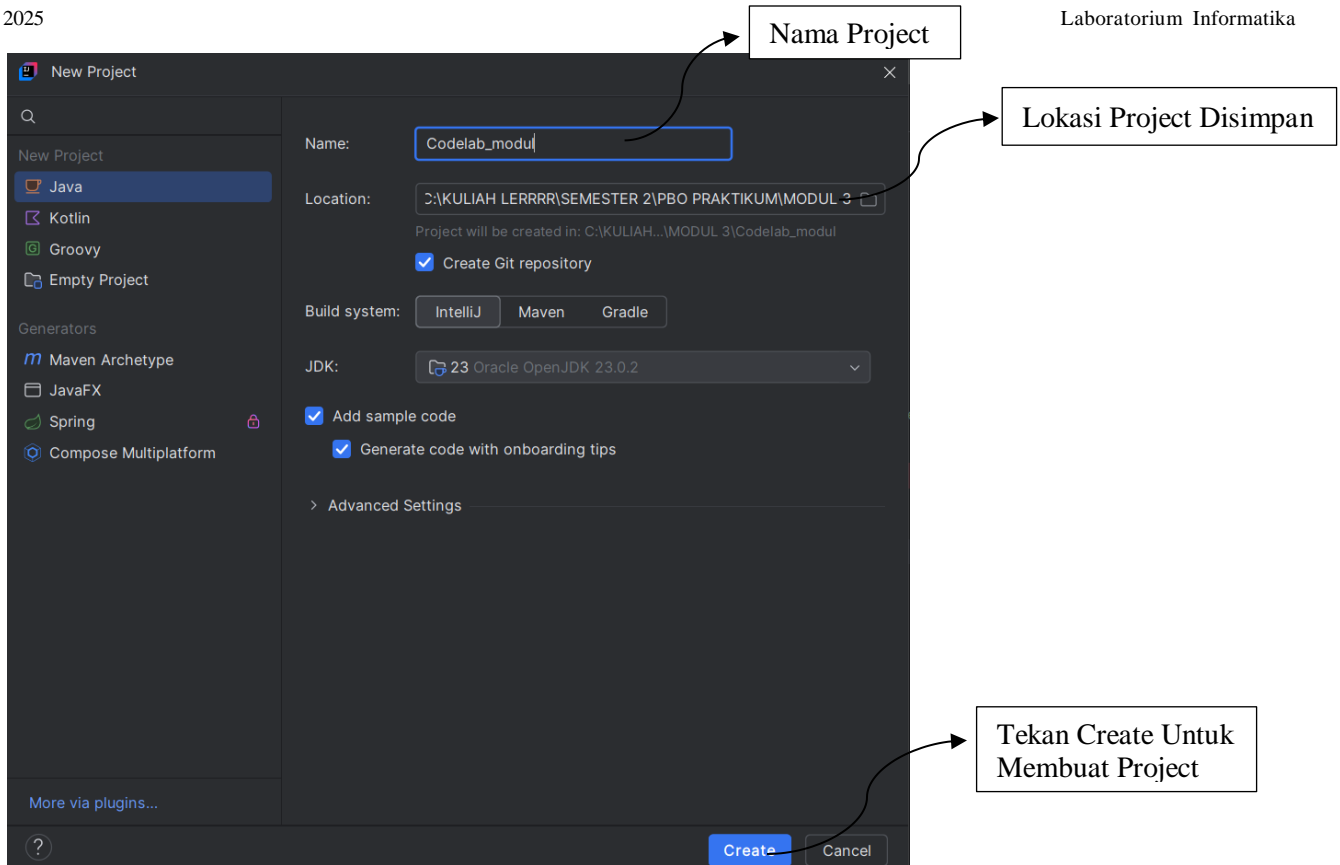 2025
Laboratorium Informatika
Nama Project
New Project
Lokasi Project Disimpan
New Project
Java
Kotlin
Groovy
Empty Project
Generators
Maven Archetype
JavaFX
Spring
Compose Multiplatform
More via plugins...
Name: Codelab_modul
Location: C:\KULIAH LERRRR\SEMESTER 2\PBO PRAKTIKUM\MODUL 3
Project will be created in: C:\KULIAH...\MODUL 3\Codelab_modul
Create Git repository
Build system: IntelliJ Maven Gradle
JDK: 23 Oracle OpenJDK 23.0.2
Add sample code
Generate code with onboarding tips
Advanced Settings
Tekan Create Untuk
Membuat Project
?
Create
Cancel